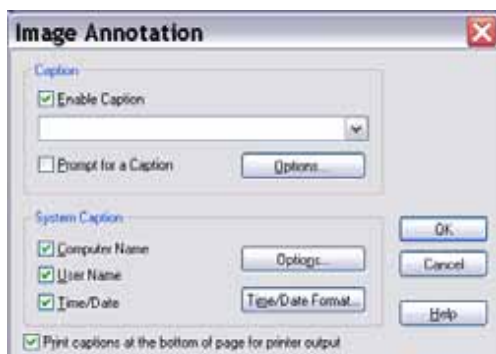 Image Annotation
Caption
Enable Caption
Prompt for a Caption
Options...
System Caption
Computer Name
User Name
Time/Date
Options...
Time/Date Format...
OK
Cancel
Help
Print captions at the bottom of page for printer output